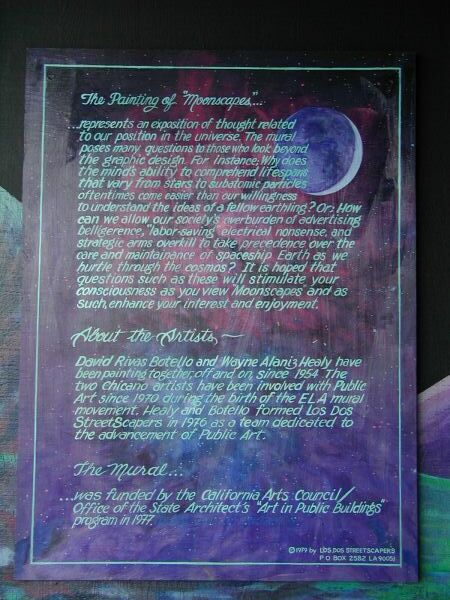 The Painting of "Moonscapes,"...
...represents an exposition of thought related
to our position in the universe. The mural
poses many questions to those who look beyond
the graphic design. For Instance; Why does
the mind's ability to comprehend lifespans
that vary from stars to subatomic particles
oftentimes come easier than our willingness
to understand the ideas of a fellow earthling? Or: How
can we allow our society's overburden of advertising
belligerence, "labor-saving" electrical nonsense, and
strategic arms overkill to take precedence over the
care and maintainance of spaceship Earth as we
hurtle through the cosmos? It is hoped that
questions such as these will stimulate your
consciousness as you view Moonscapes and as
such, enhance your interest and enjoyment.
About the Artists
David Rivas Botello and Wayne Alaniz Healy have
been painting together, off and on, since 1954. The
two Chicano artists have been involved with Public
Art since 1970 during the birth of the E.L.A. mural
movement. Healy and Botello formed Los Dos
StreetScapers in 1976 as a team dedicated to
the advancement of Public Art.
The Mural...
...was funded by the California Arts Council/
Office of the State Architect's "Art in Public Buildings"
program in 1977.
© 1979 by LOS DOS STREETSCAPERS
P.O. BOX 2582 LA 90051